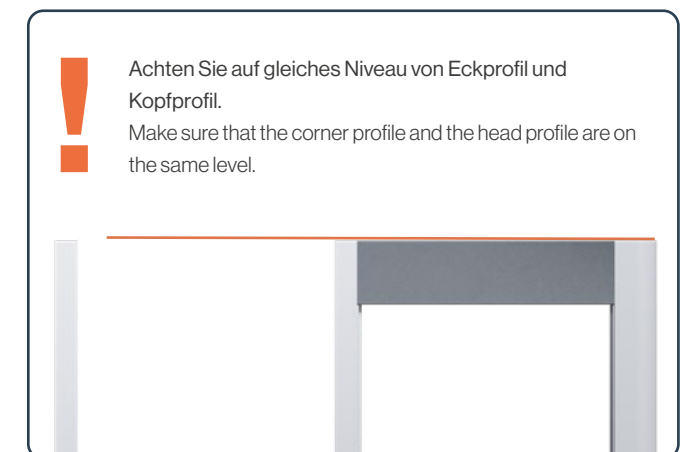 Achten Sie auf gleiches Niveau von Eckprofil und
Kopfprofil.
Make sure that the corner profile and the head profile are on
the same level.